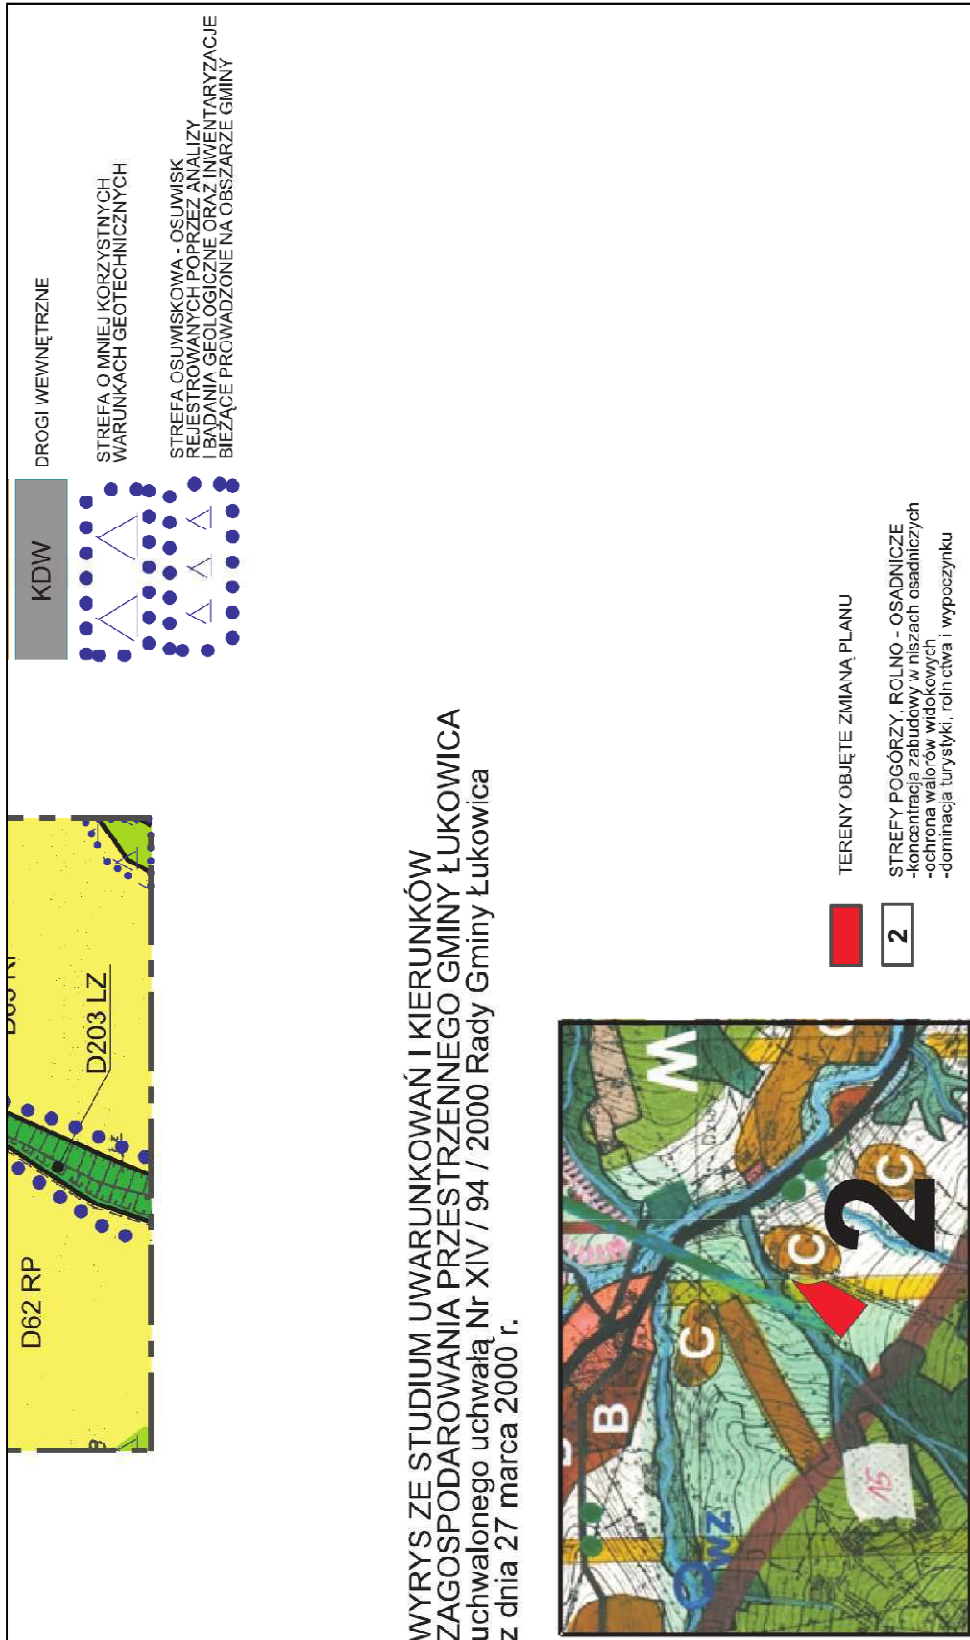 KDW
DROGI WEWNĘTRZNE
STREFA O MNIEJ KORZYSTNYCH
WARUNKACH GEOTECHNICZNYCH
STREFA OSUWISKOWA - OSUWISK
REJESTROWANYCH POPRZEZ ANALIZY
I BADANIA GEOLOGICZNE ORAZ INWENTARYZACJE
BIEŻĄCE PROWADZONE NA OBSZARZE GMINY
D62 RP
D203 LZ
WYRYS ZE STUDIUM UWARUNKOWAŃ I KIERUNKÓW
ZAGOSPODAROWANIA PRZESTRZENNEGO GMINY ŁUKOWICA
uchwalonego uchwałą Nr XIV / 94 / 2000 Rady Gminy Łukowica
z dnia 27 marca 2000 r.
B
C
C
C
W
2
WZ
15
TERENY OBJĘTE ZMIANĄ PLANU
2
STREFY POGÓRZY, ROLNO - OSADNICZE
-koncentracja zabudowy w niszach osadniczych
-ochrona walorów widokowych
-dominacja turystyki, rolnictwa i wypoczynku